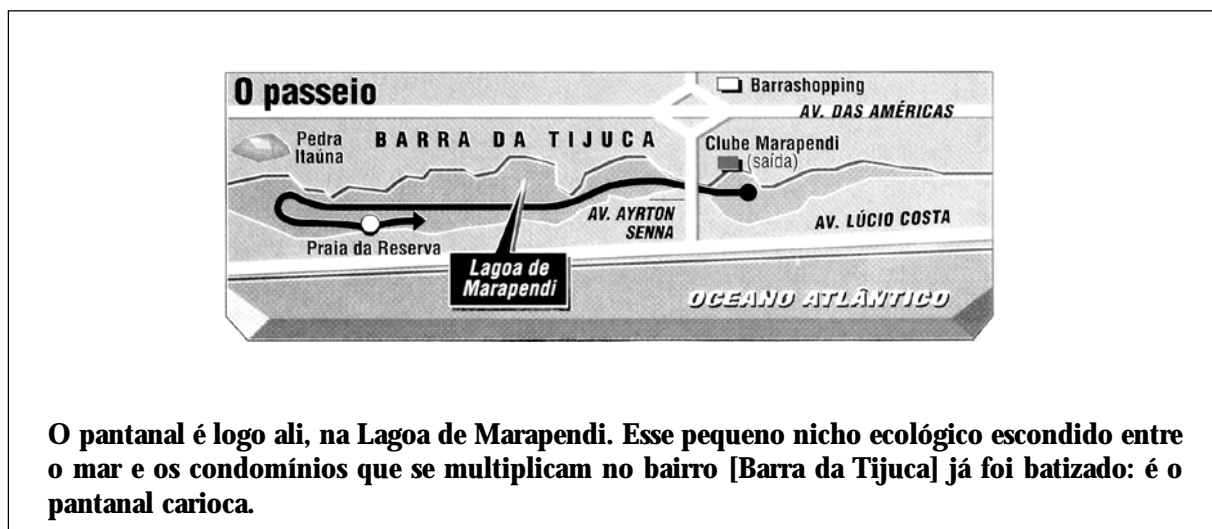 O passeio
Barrashopping
AV. DAS AMÉRICAS
Pedra
Itaúna
BARRA DA TIJUCA
Clube Marapendi
(saída)
AV. AYRTON
SENNA
AV. LÚCIO COSTA
Praia da Reserva
Lagoa de
Marapendi
OCEANO ATLÂNTICO
O pantanal é logo ali, na Lagoa de Marapendi. Esse pequeno nicho ecológico escondido entre
o mar e os condomínios que se multiplicam no bairro [Barra da Tijuca] já foi batizado: é o
pantanal carioca.